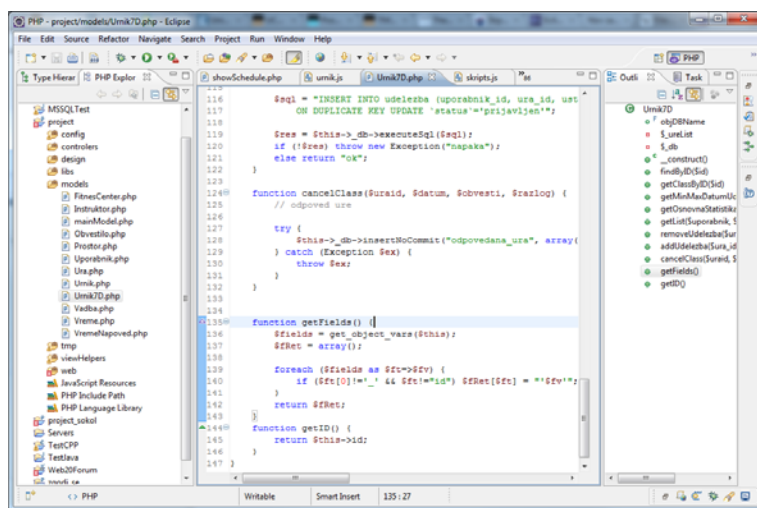 PHP - project/models/Urnik7D.php - Eclipse
File Edit Source Refactor Navigate Search Project Run Window Help
PHP
Type Hierar PHP Explor
showSchedule.php urnik.js Urnik7D.php skripts.js
Outli Task
MSSQLTest
project
config
controlers
design
libs
models
FitnesCenter.php
Instruktor.php
mainModel.php
Obvestilo.php
Prostor.php
Uporabnik.php
Ura.php
Urnik.php
Urnik7D.php
Vadba.php
Vreme.php
VremeNapoved.php
tmp
viewHelpers
web
JavaScript Resources
PHP Include Path
PHP Language Library
project_sokol
Servers
TestCPP
TestJava
Web20Forum
116 $sql = "INSERT INTO udelezba (uporabnik_id, ura_id, ust
117 ON DUPLICATE KEY UPDATE 'status'='prijavljen'";
118
119 $res = $this->_db->executeSql($sql);
120 if (!$res) throw new Exception("napaka");
121 else return "ok";
122 }
123
124 function cancelClass($uraid, $datum, $obvesti, $razlog) {
125 // odpoved ure
126
127 try {
128 $this->_db->insertNoCommit("odpovedana_ura", array(
129 } catch (Exception $ex) {
130 throw $ex;
131 }
132 }
133
134
135 function getFields() {
136 $fields = get_object_vars($this);
137 $fRet = array();
138
139 foreach ($fields as $ft=>$fv) {
140 if ($ft[0]!='_' && $ft!="id") $fRet[$ft] = "'$fv'";
141 }
142 return $fRet;
143 }
144 function getID() {
145 return $this->id;
146 }
147 }
Urnik7D
objDBName
$_ureList
$_db
__construct()
findByID($id)
getClassByID($id)
getMinMaxDatumUc
getOsnovnaStatistika
getList($uporabnik, $
removeUdelezba($ur
addUdelezba($ura_id
cancelClass($uraid, $
getFields()
getID()
PHP Writable Smart Insert 135 : 27